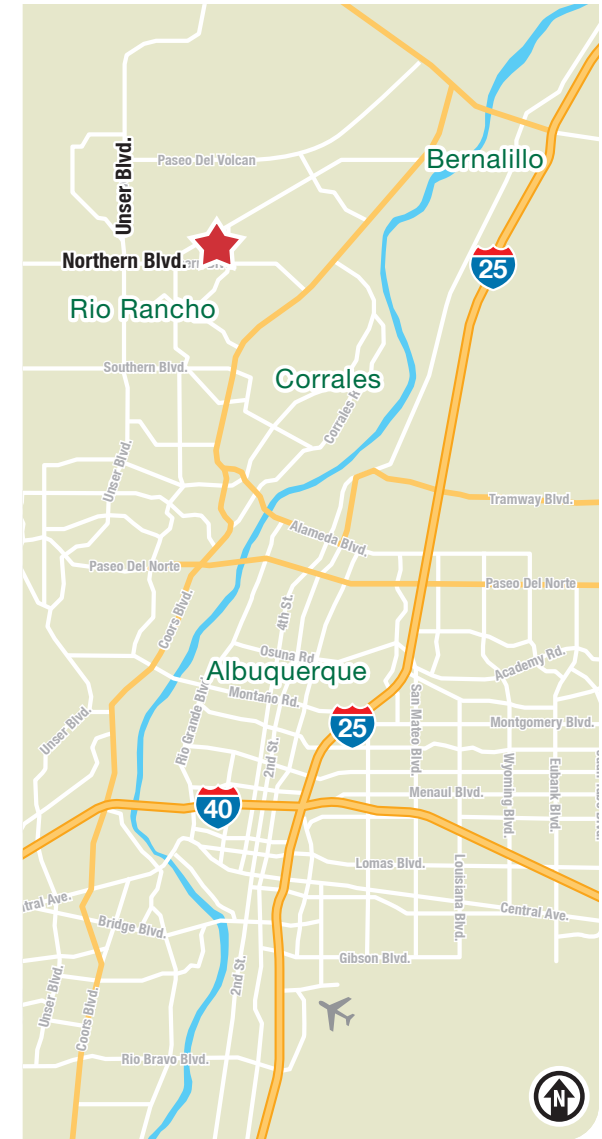 Unser Blvd.
Paseo Del Volcan
Bernalillo
Northern Blvd.
25
Rio Rancho
Southern Blvd.
Corrales
Unser Blvd.
Tramway Blvd.
Alameda Blvd.
Paseo Del Norte
Paseo Del Norte
Coors Blvd.
4th St.
Osuna Rd
Academy Rd.
Albuquerque
Montaño Rd.
Rio Grande Blvd.
San Mateo Blvd.
Unser Blvd.
25
Montgomery Blvd.
2nd St.
Wyoming Blvd.
Eubank Blvd.
Menaul Blvd.
40
Lomas Blvd.
Louisiana Blvd.
Central Ave.
Bridge Blvd.
Gibson Blvd.
2nd St.
Unser Blvd.
Coors Blvd.
Rio Bravo Blvd.
N